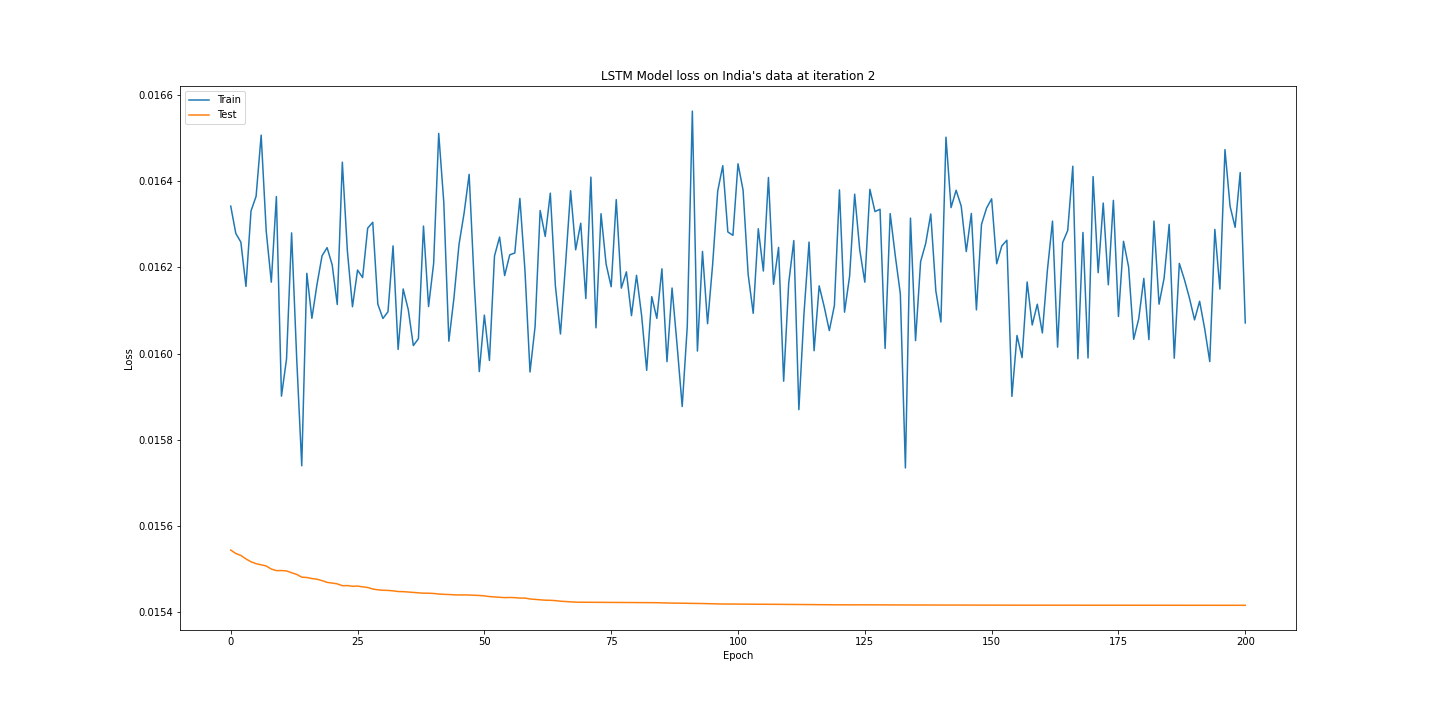 LSTM Model loss on India's data at iteration 2
Train
Test
0.0166
0.0164
0.0162
0.0160
0.0158
0.0156
0.0154
Loss
0 25 50 75 100 125 150 175 200
Epoch